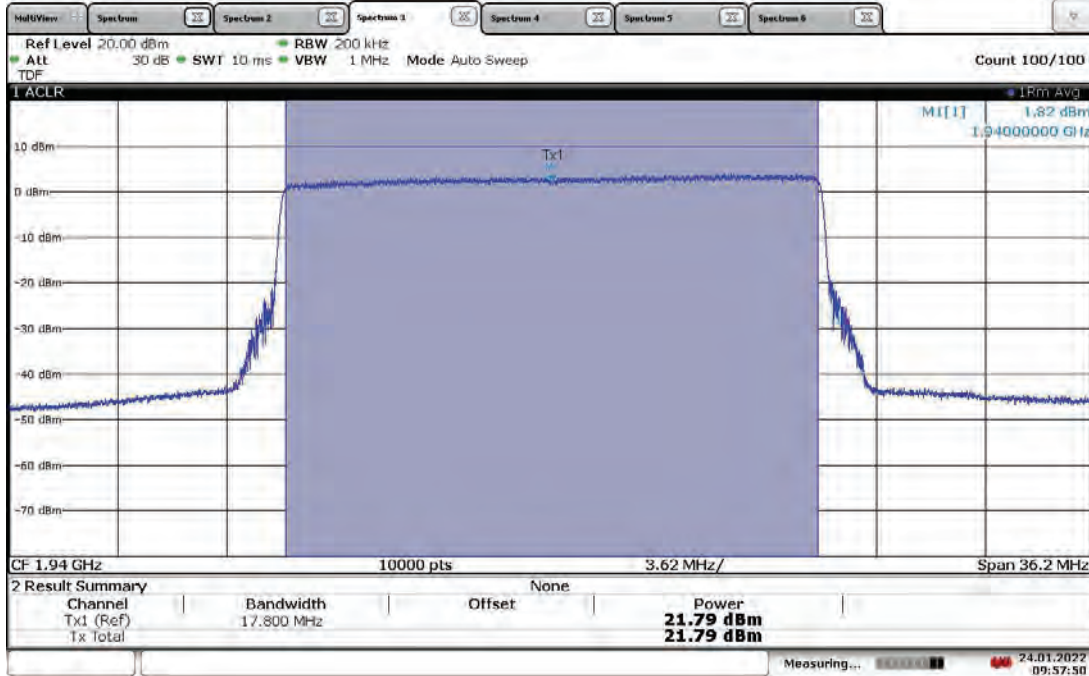 MultiView Spectrum Spectrum 2 Spectrum 3 Spectrum 4 Spectrum 5 Spectrum 6
Ref Level 20.00 dBm RBW 200 kHz
Att 30 dB SWT 10 ms VBW 1 MHz Mode Auto Sweep Count 100/100
TDF
1 ACLR 1Rm Avg
M1[1] 1.82 dBm
1.94000000 GHz
10 dBm
Tx1
0 dBm
-10 dBm
-20 dBm
-30 dBm
-40 dBm
-50 dBm
-60 dBm
-70 dBm
CF 1.94 GHz 10000 pts 3.62 MHz/ Span 36.2 MHz
2 Result Summary None
Channel Bandwidth Offset Power
Tx1 (Ref) 17.800 MHz 21.79 dBm
Tx Total 21.79 dBm
Measuring... 24.01.2022
09:57:50